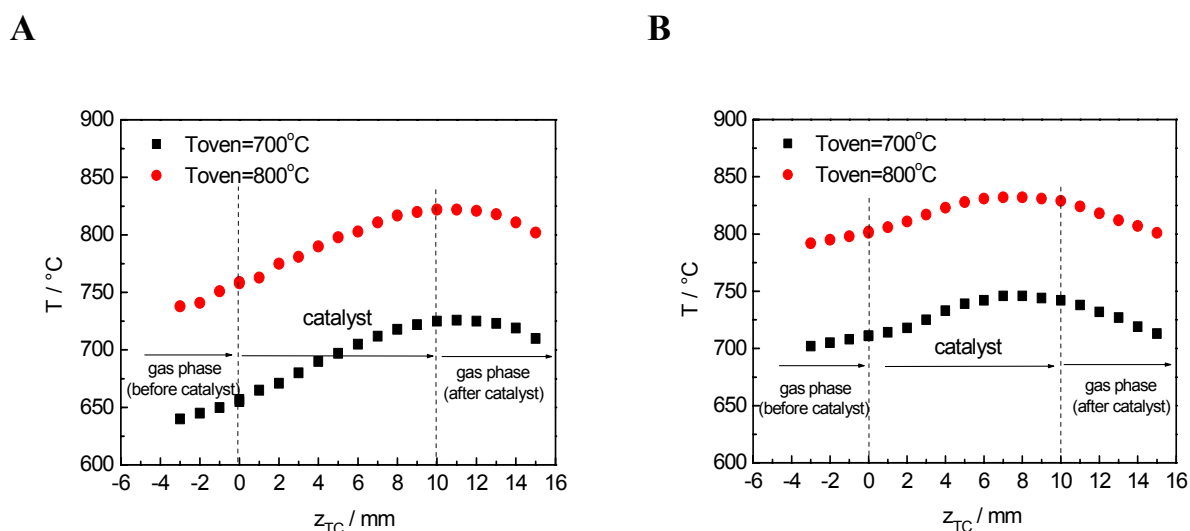 A
900
850
800
750
700
650
600
T / °C
Toven=700°C
Toven=800°C
catalyst
gas phase
(before catalyst)
gas phase
(after catalyst)
-6 -4 -2 0 2 4 6 8 10 12 14 16
z_TC / mm
B
900
850
800
750
700
650
600
T / °C
Toven=700°C
Toven=800°C
catalyst
gas phase
(before catalyst)
gas phase
(after catalyst)
-6 -4 -2 0 2 4 6 8 10 12 14 16
z_TC / mm